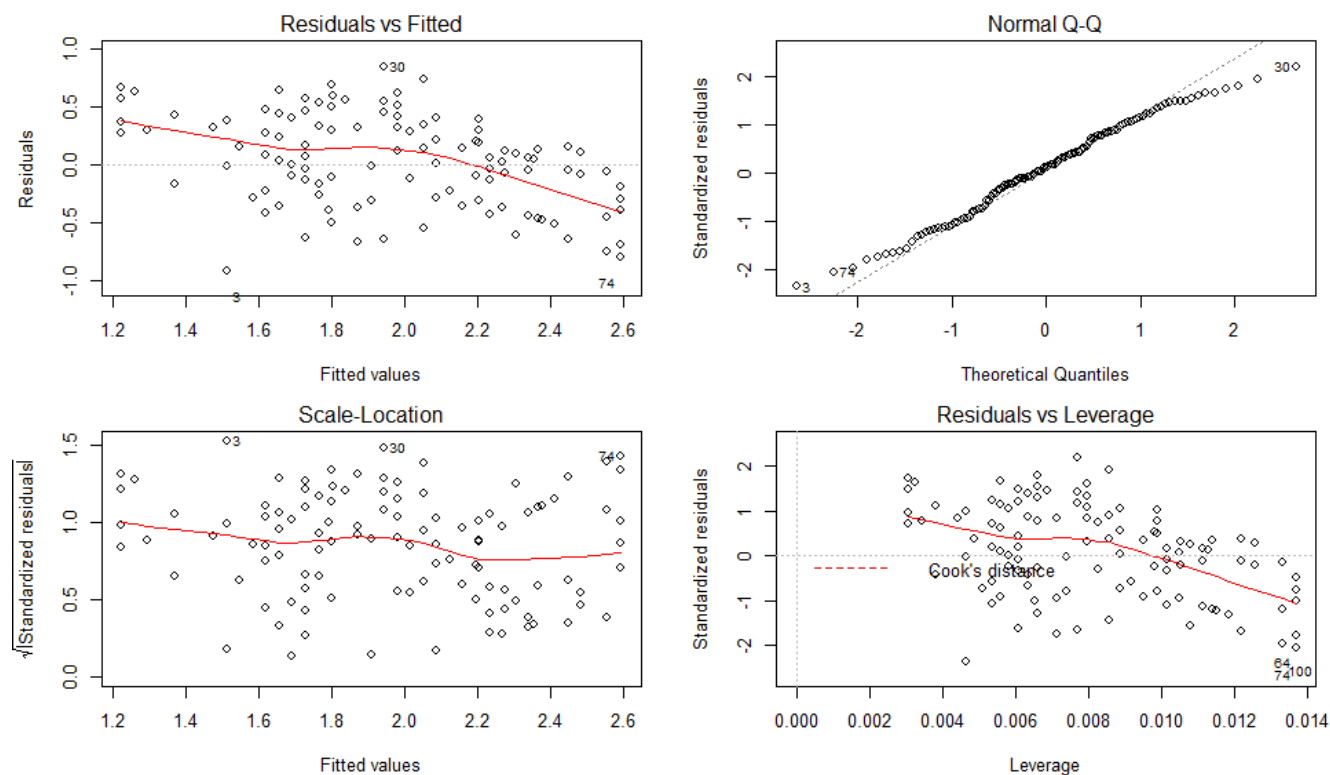 Residuals vs Fitted
Residuals
1.0
0.5
0.0
-0.5
-1.0
30
3
74
1.2 1.4 1.6 1.8 2.0 2.2 2.4 2.6
Fitted values
Normal Q-Q
Standardized residuals
2
1
0
-1
-2
30
74
3
-2 -1 0 1 2
Theoretical Quantiles
Scale-Location
√|Standardized residuals|
1.5
1.0
0.5
0.0
3
30
74
1.2 1.4 1.6 1.8 2.0 2.2 2.4 2.6
Fitted values
Residuals vs Leverage
Standardized residuals
2
1
0
-1
-2
Cook's distance
64
74 100
0.000 0.002 0.004 0.006 0.008 0.010 0.012 0.014
Leverage